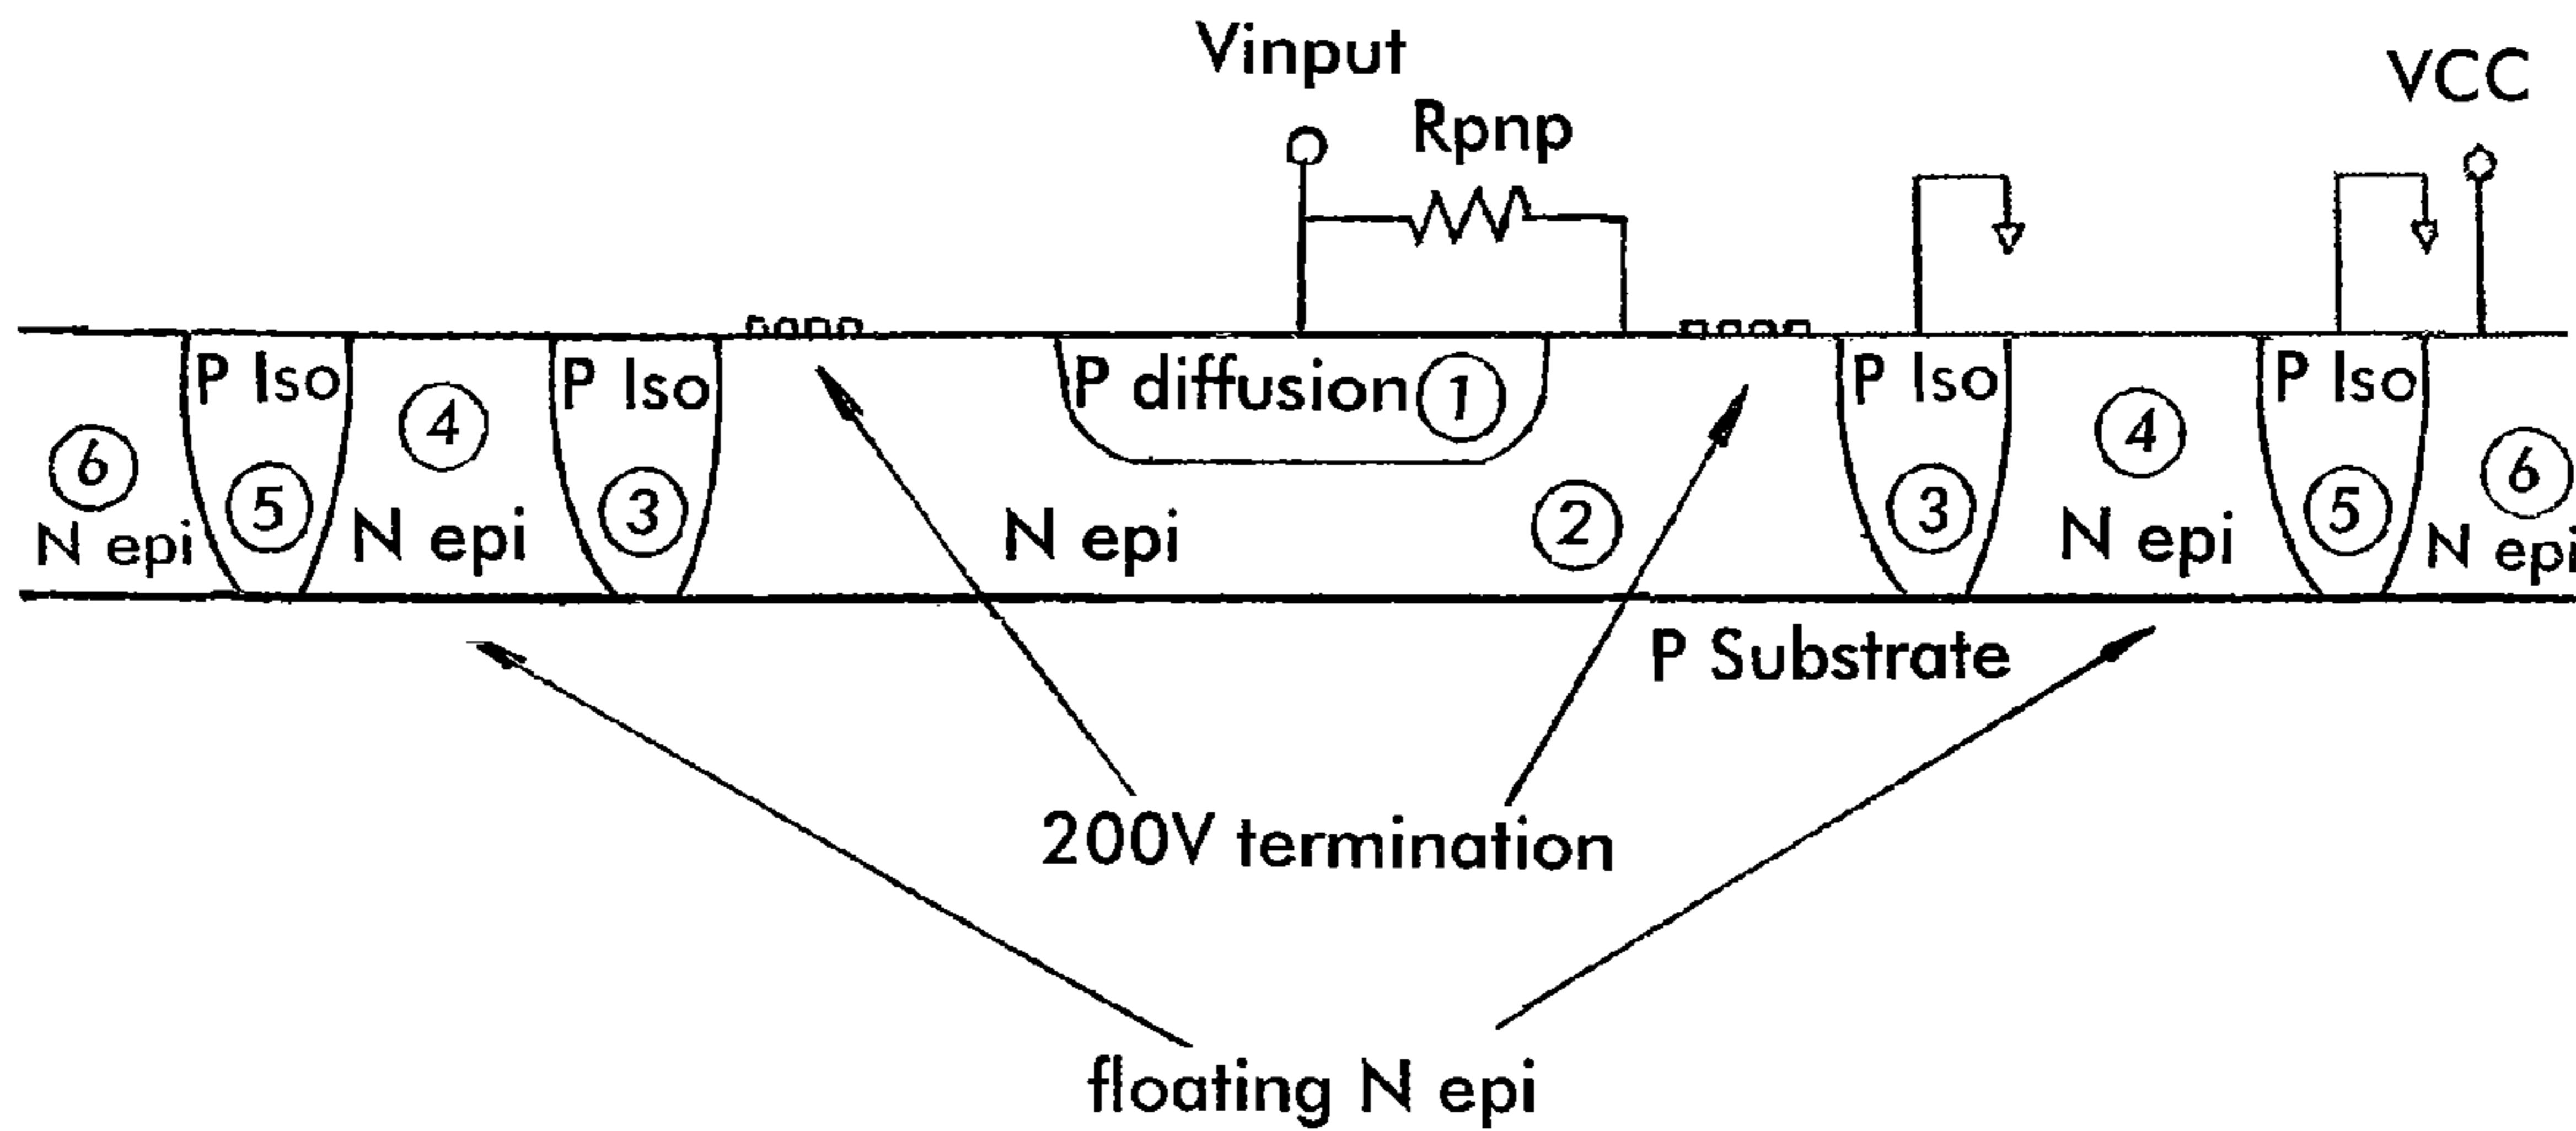 Vinput
VCC
Rpnp
P Iso
4
P Iso
P diffusion 1
P Iso
4
P Iso
6
5
3
2
3
5
6
N epi
N epi
N epi
N epi
N epi
P Substrate
200V termination
floating N epi